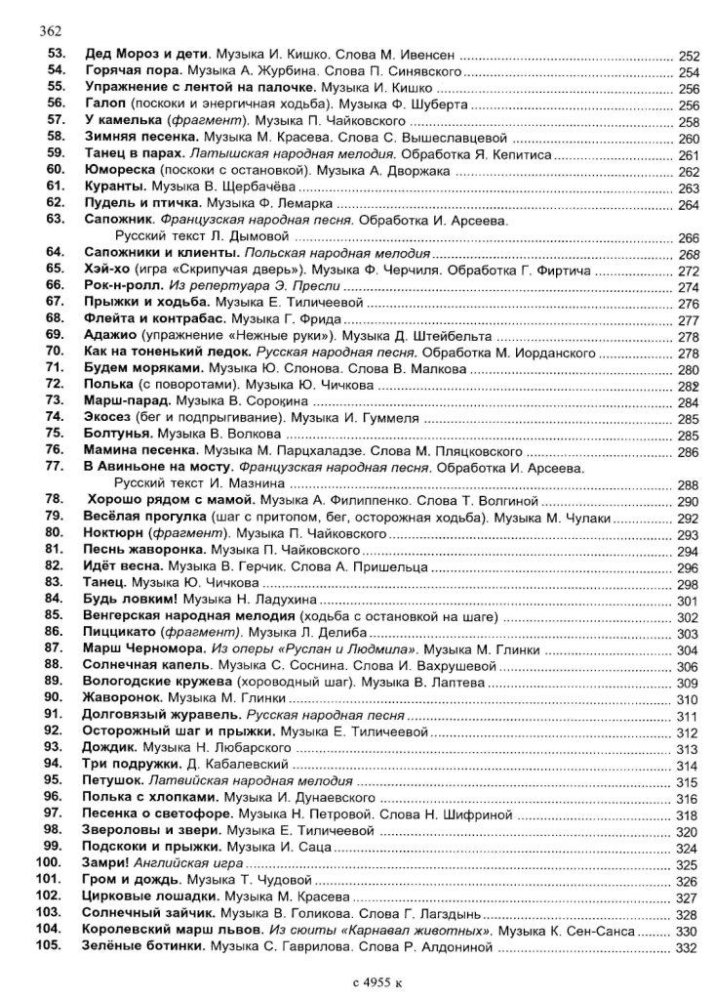 362
53. Дед Мороз и дети. Музыка И. Кишко. Слова М. Ивенсен ... 252
54. Горячая пора. Музыка А. Журбина. Слова П. Синявского ... 254
55. Упражнение с лентой на палочке. Музыка И. Кишко ... 256
56. Галоп (поскоки и энергичная ходьба). Музыка Ф. Шуберта ... 256
57. У камелька (фрагмент). Музыка П. Чайковского ... 258
58. Зимняя песенка. Музыка М. Красева. Слова С. Вышеславцевой ... 260
59. Танец в парах. Латышская народная мелодия. Обработка Я. Кепитиса ... 261
60. Юмореска (поскоки с остановкой). Музыка А. Дворжака ... 262
61. Куранты. Музыка В. Щербачёва ... 263
62. Пудель и птичка. Музыка Ф. Лемарка ... 264
63. Сапожник. Французская народная песня. Обработка И. Арсеева.
Русский текст Л. Дымовой ... 266
64. Сапожники и клиенты. Польская народная мелодия ... 268
65. Хэй-хо (игра «Скрипучая дверь»). Музыка Ф. Черчиля. Обработка Г. Фиртича ... 272
66. Рок-н-ролл. Из репертуара Э. Пресли ... 274
67. Прыжки и ходьба. Музыка Е. Тиличеевой ... 276
68. Флейта и контрабас. Музыка Г. Фрида ... 277
69. Адажио (упражнение «Нежные руки»). Музыка Д. Штейбельта ... 278
70. Как на тоненький ледок. Русская народная песня. Обработка М. Иорданского ... 278
71. Будем моряками. Музыка Ю. Слонова. Слова В. Малкова ... 280
72. Полька (с поворотами). Музыка Ю. Чичкова ... 282
73. Марш-парад. Музыка В. Сорокина ... 284
74. Экосез (бег и подпрыгивание). Музыка И. Гуммеля ... 285
75. Болтунья. Музыка В. Волкова ... 285
76. Мамина песенка. Музыка М. Парцхаладзе. Слова М. Пляцковского ... 286
77. В Авиньоне на мосту. Французская народная песня. Обработка И. Арсеева.
Русский текст И. Мазнина ... 288
78. Хорошо рядом с мамой. Музыка А. Филиппенко. Слова Т. Волгиной ... 290
79. Весёлая прогулка (шаг с притопом, бег, осторожная ходьба). Музыка М. Чулаки ... 292
80. Ноктюрн (фрагмент). Музыка П. Чайковского ... 293
81. Песнь жаворонка. Музыка П. Чайковского ... 294
82. Идёт весна. Музыка В. Герчик. Слова А. Пришельца ... 296
83. Танец. Музыка Ю. Чичкова ... 298
84. Будь ловким! Музыка Н. Ладухина ... 301
85. Венгерская народная мелодия (ходьба с остановкой на шаге) ... 302
86. Пиццикато (фрагмент). Музыка Л. Делиба ... 303
87. Марш Черномора. Из оперы «Руслан и Людмила». Музыка М. Глинки ... 304
88. Солнечная капель. Музыка С. Соснина. Слова И. Вахрушевой ... 306
89. Вологодские кружева (хороводный шаг). Музыка В. Лаптева ... 309
90. Жаворонок. Музыка М. Глинки ... 310
91. Долговязый журавель. Русская народная песня ... 311
92. Осторожный шаг и прыжки. Музыка Е. Тиличеевой ... 312
93. Дождик. Музыка Н. Любарского ... 313
94. Три подружки. Д. Кабалевский ... 314
95. Петушок. Латвийская народная мелодия ... 315
96. Полька с хлопками. Музыка И. Дунаевского ... 316
97. Песенка о светофоре. Музыка Н. Петровой. Слова Н. Шифриной ... 318
98. Звероловы и звери. Музыка Е. Тиличеевой ... 320
99. Подскоки и прыжки. Музыка И. Саца ... 324
100. Замри! Английская игра ... 325
101. Гром и дождь. Музыка Т. Чудовой ... 326
102. Цирковые лошадки. Музыка М. Красева ... 327
103. Солнечный зайчик. Музыка В. Голикова. Слова Г. Лагздынь ... 328
104. Королевский марш львов. Из сюиты «Карнавал животных». Музыка К. Сен-Санса ... 330
105. Зелёные ботинки. Музыка С. Гаврилова. Слова Р. Алдониной ... 332
с 4955 к